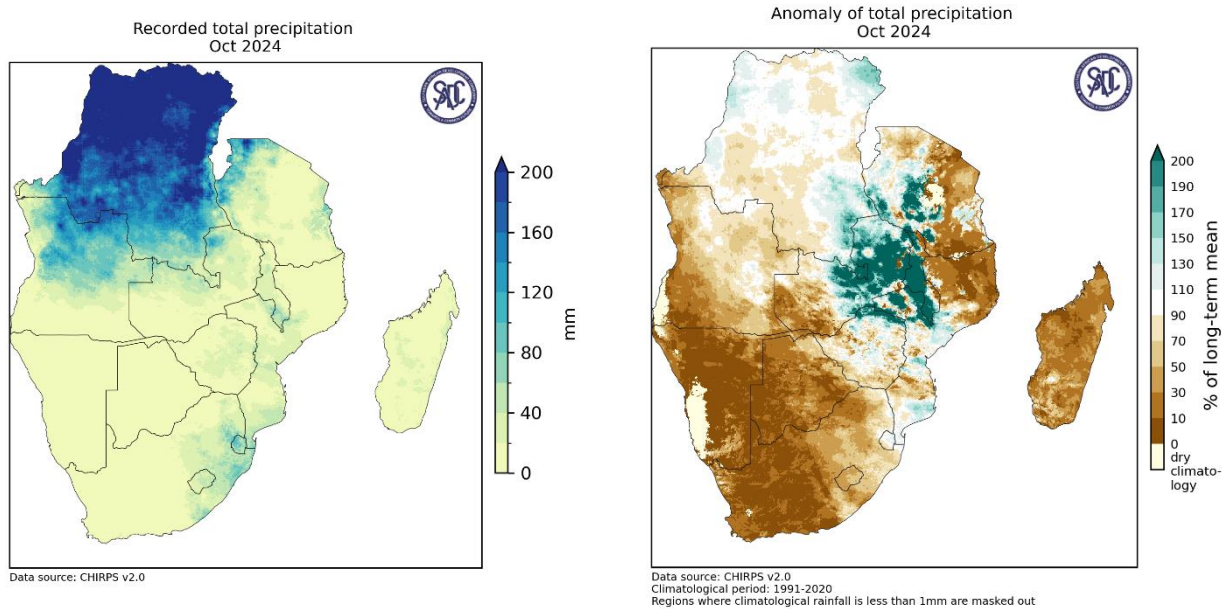 Recorded total precipitation
Oct 2024
SADC
200
160
120
80
40
0
mm
Data source: CHIRPS v2.0
Anomaly of total precipitation
Oct 2024
SADC
200
190
170
150
130
110
90
70
50
30
10
0
dry
climato-
logy
% of long-term mean
Data source: CHIRPS v2.0
Climatological period: 1991-2020
Regions where climatological rainfall is less than 1mm are masked out